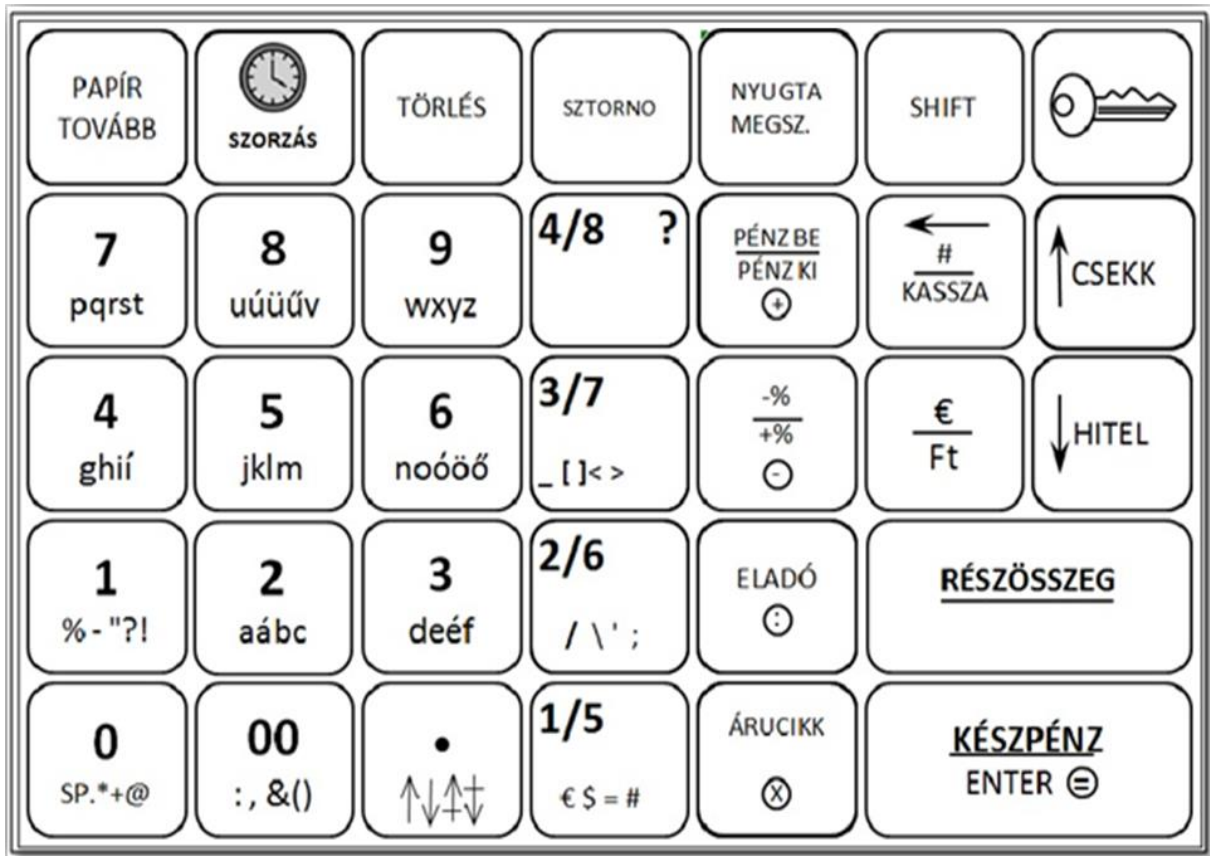 PAPÍR
TOVÁBB
SZORZÁS
TÖRLÉS
SZTORNO
NYUGTA
MEGSZ.
SHIFT
7
pqrst
8
uúüűv
9
wxyz
4/8 ?
PÉNZ BE
PÉNZ KI
+
#
KASSZA
CSEKK
4
ghií
5
jklm
6
noóöő
3/7
_ [ ]< >
-%
+%
-
€
Ft
HITEL
1
% - "?!
2
aábc
3
deéf
2/6
/ \ ' ;
ELADÓ
:
RÉSZÖSSZEG
0
SP.*+@
00
: , &()
•
↑↓⇞⇟
1/5
€ $ = #
ÁRUCIKK
X
KÉSZPÉNZ
ENTER =